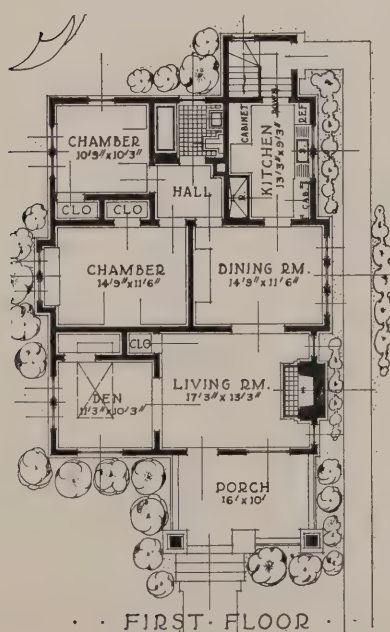 CHAMBER
10'9"x10'3"
HALL
CABINET
DOWN
KITCHEN
13'3"x9'3"
REF
CAB'T
R
CLO
CLO
CHAMBER
14'9"x11'6"
DINING RM.
14'9"x11'6"
CLO
DEN
11'3"x10'3"
LIVING RM.
17'3"x13'3"
PORCH
16'x10'
· · FIRST · FLOOR ·